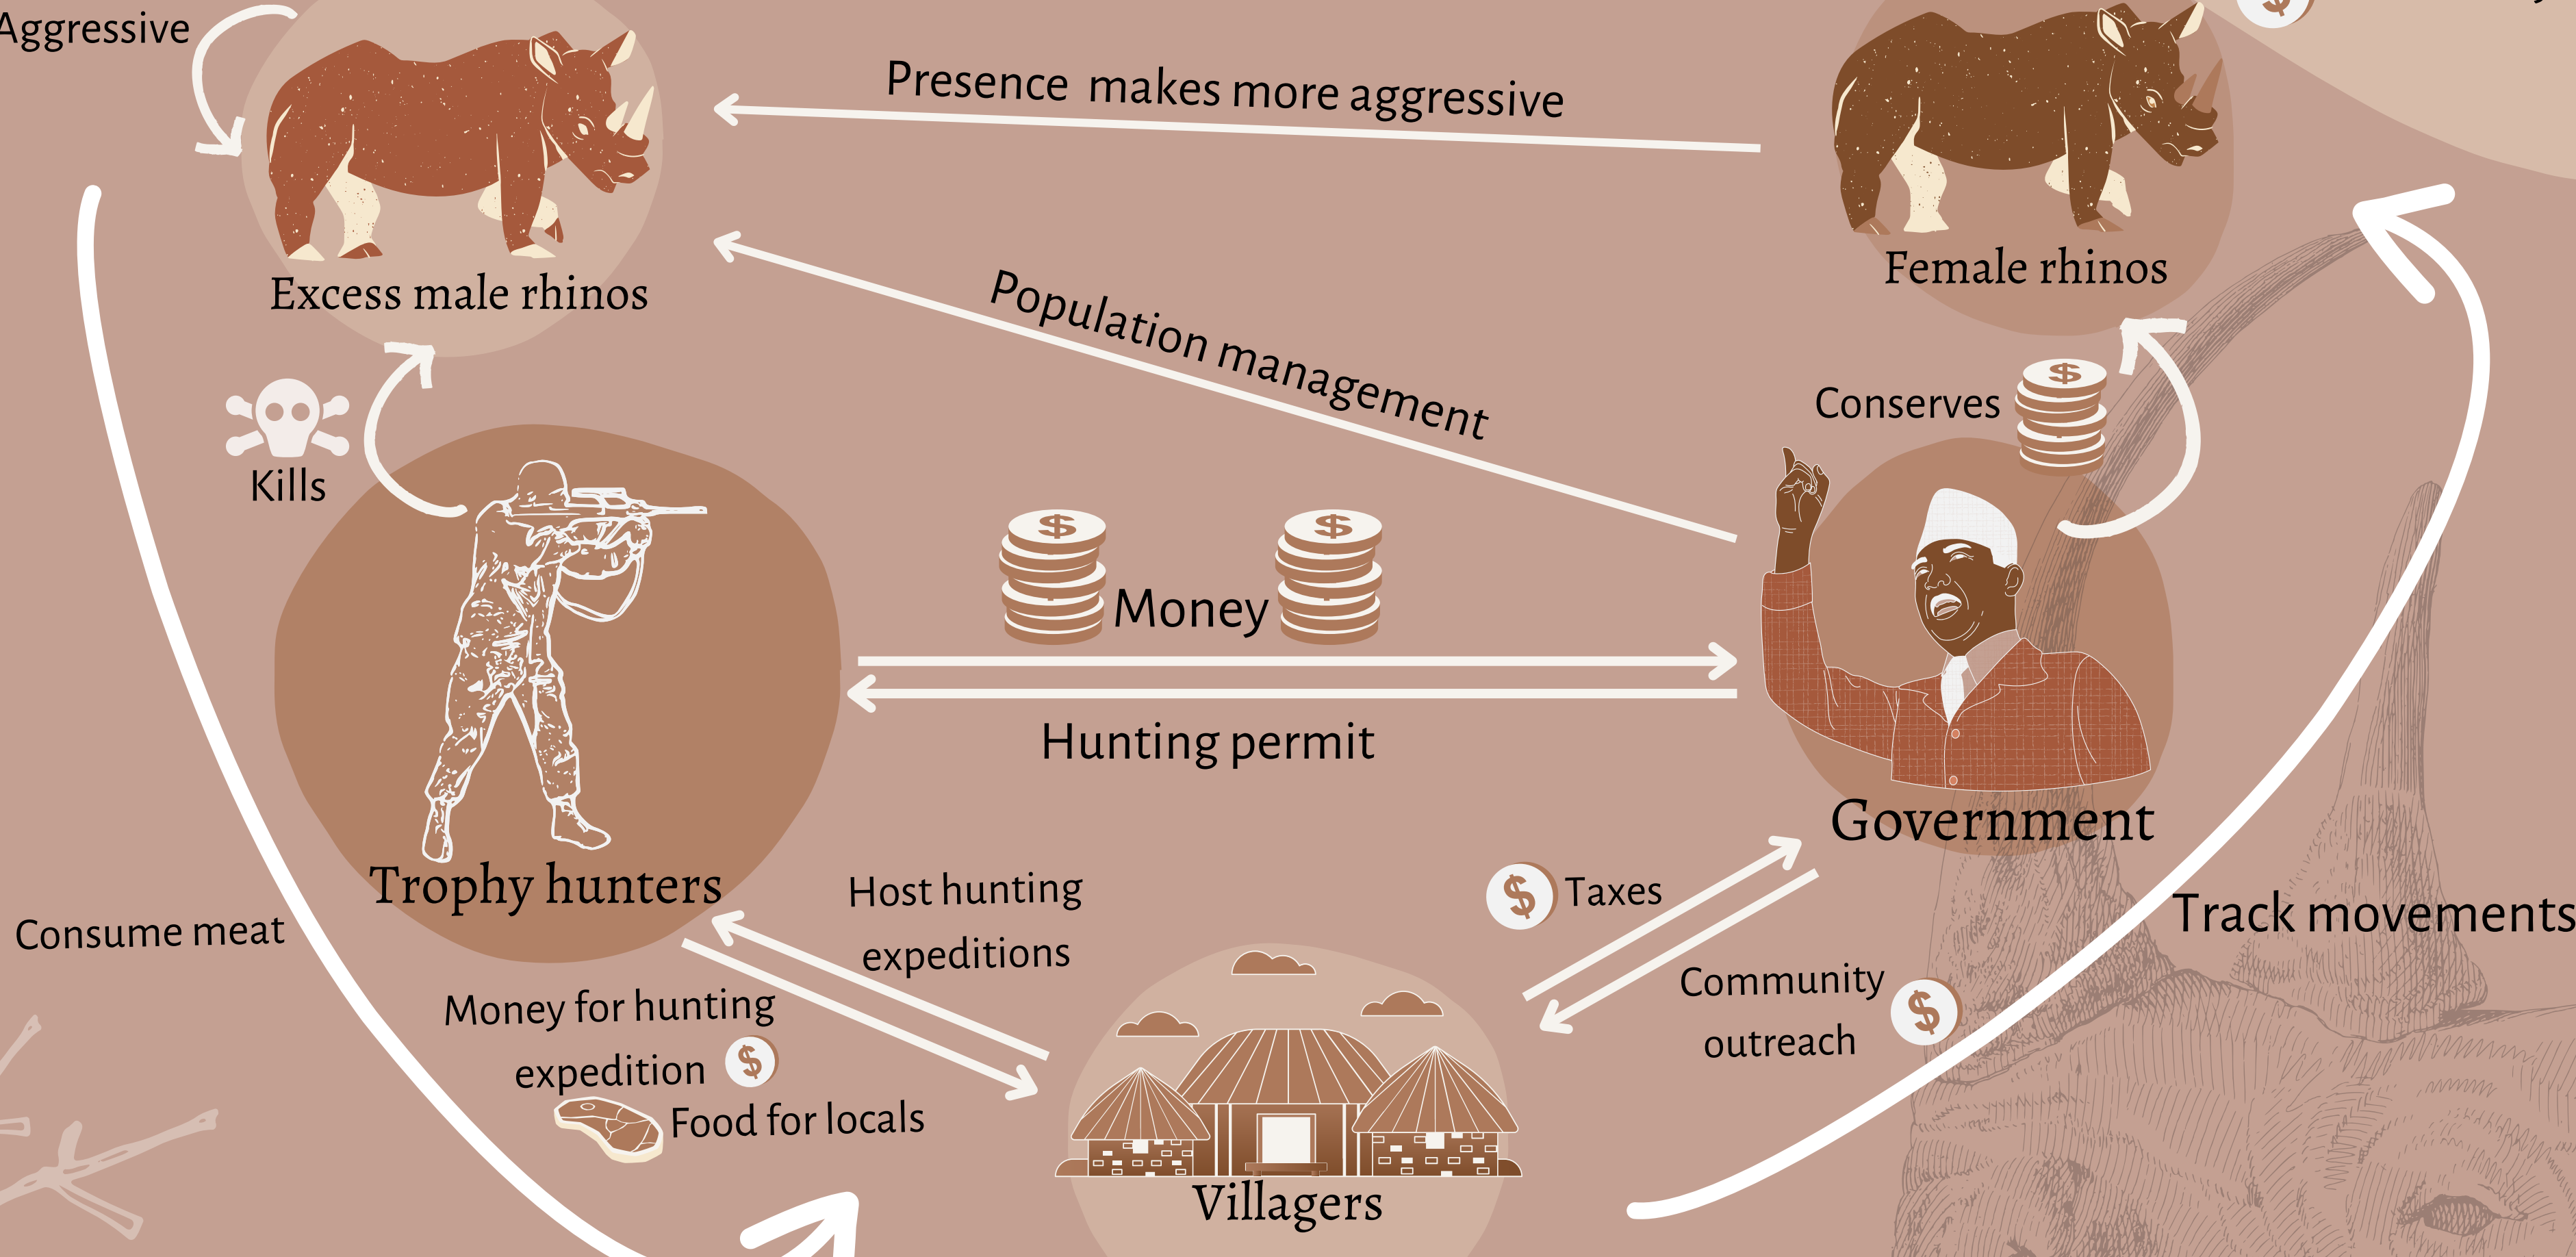 Aggressive
Presence makes more aggressive
Excess male rhinos
Female rhinos
Population management
Conserves
$
Kills
$
$
Money
Hunting permit
Government
Trophy hunters
Host hunting
expeditions
$
Taxes
Track movements
Consume meat
Community
outreach
$
Money for hunting
expedition
$
Food for locals
Villagers